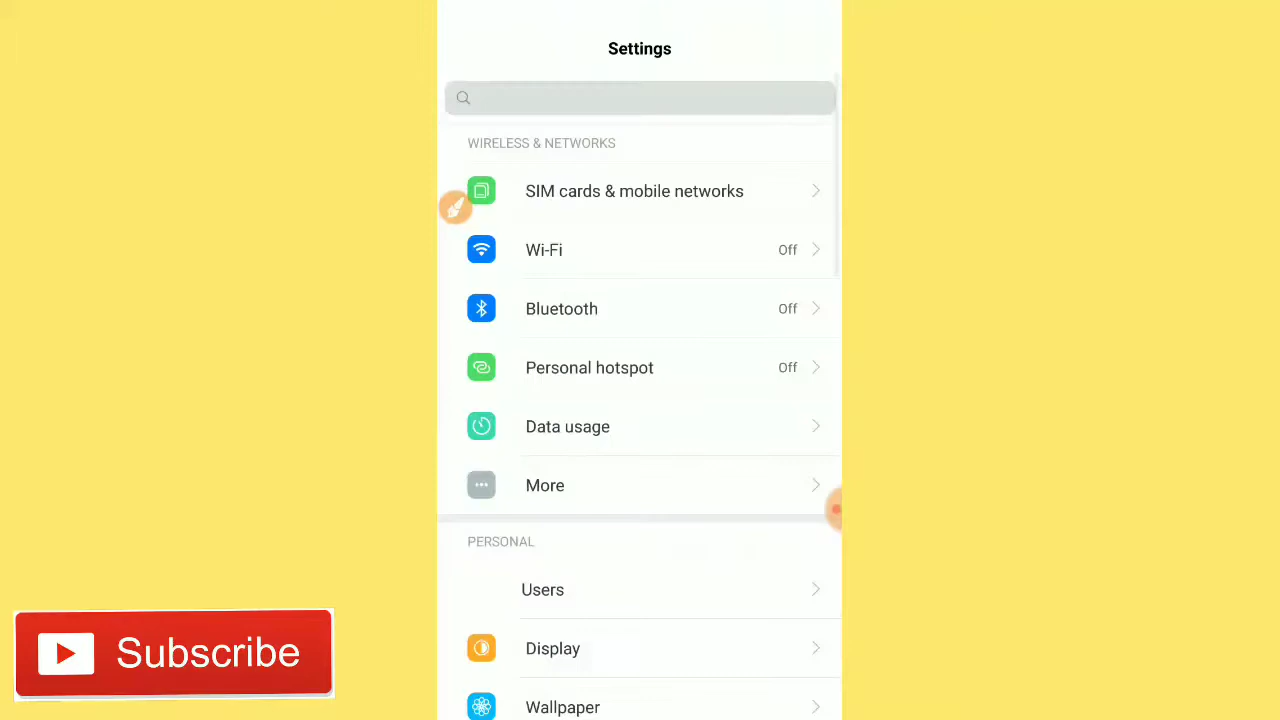 Settings
WIRELESS & NETWORKS
SIM cards & mobile networks
Wi-Fi Off
Bluetooth Off
Personal hotspot Off
Data usage
More
PERSONAL
Users
Display
Wallpaper
Subscribe